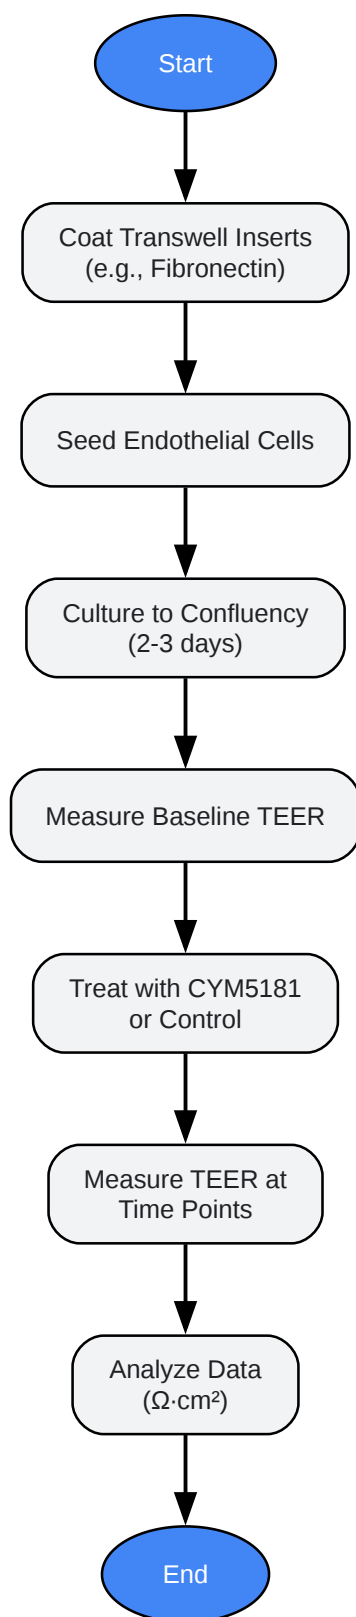 Start
Coat Transwell Inserts
(e.g., Fibronectin)
Seed Endothelial Cells
Culture to Confluency
(2-3 days)
Measure Baseline TEER
Treat with CYM5181
or Control
Measure TEER at
Time Points
Analyze Data
(Ω·cm²)
End